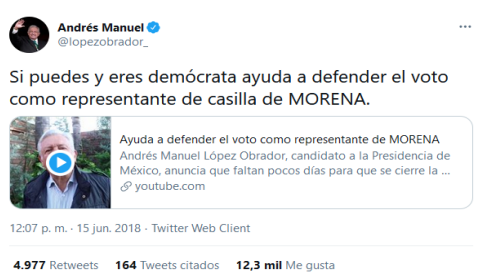 Andrés Manuel
@lopezobrador_
Si puedes y eres demócrata ayuda a defender el voto
como representante de casilla de MORENA.
Ayuda a defender el voto como representante de MORENA
Andrés Manuel López Obrador, candidato a la Presidencia de
México, anuncia que faltan pocos días para que se cierre la ...
youtube.com
12:07 p. m. · 15 jun. 2018 · Twitter Web Client
4.977 Retweets 164 Tweets citados 12,3 mil Me gusta